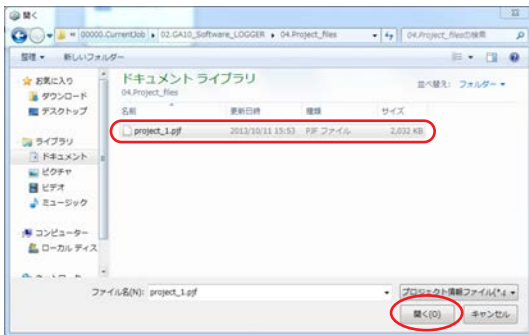 開く
« 00000.CurrentJob ▸ 02.GA10_Software_LOGGER ▸ 04.Project_files
04.Project_filesの検索
整理 ▼ 新しいフォルダー
お気に入り
ダウンロード
デスクトップ
ライブラリ
ドキュメント
ピクチャ
ビデオ
ミュージック
コンピューター
ローカル ディス
ドキュメント ライブラリ
04.Project_files
並べ替え: フォルダー ▼
名前 更新日時 種類 サイズ
project_1.pjf 2013/10/11 15:53 PJF ファイル 2,032 KB
ファイル名(N): project_1.pjf
プロジェクト情報ファイル(*.
開く(O) キャンセル